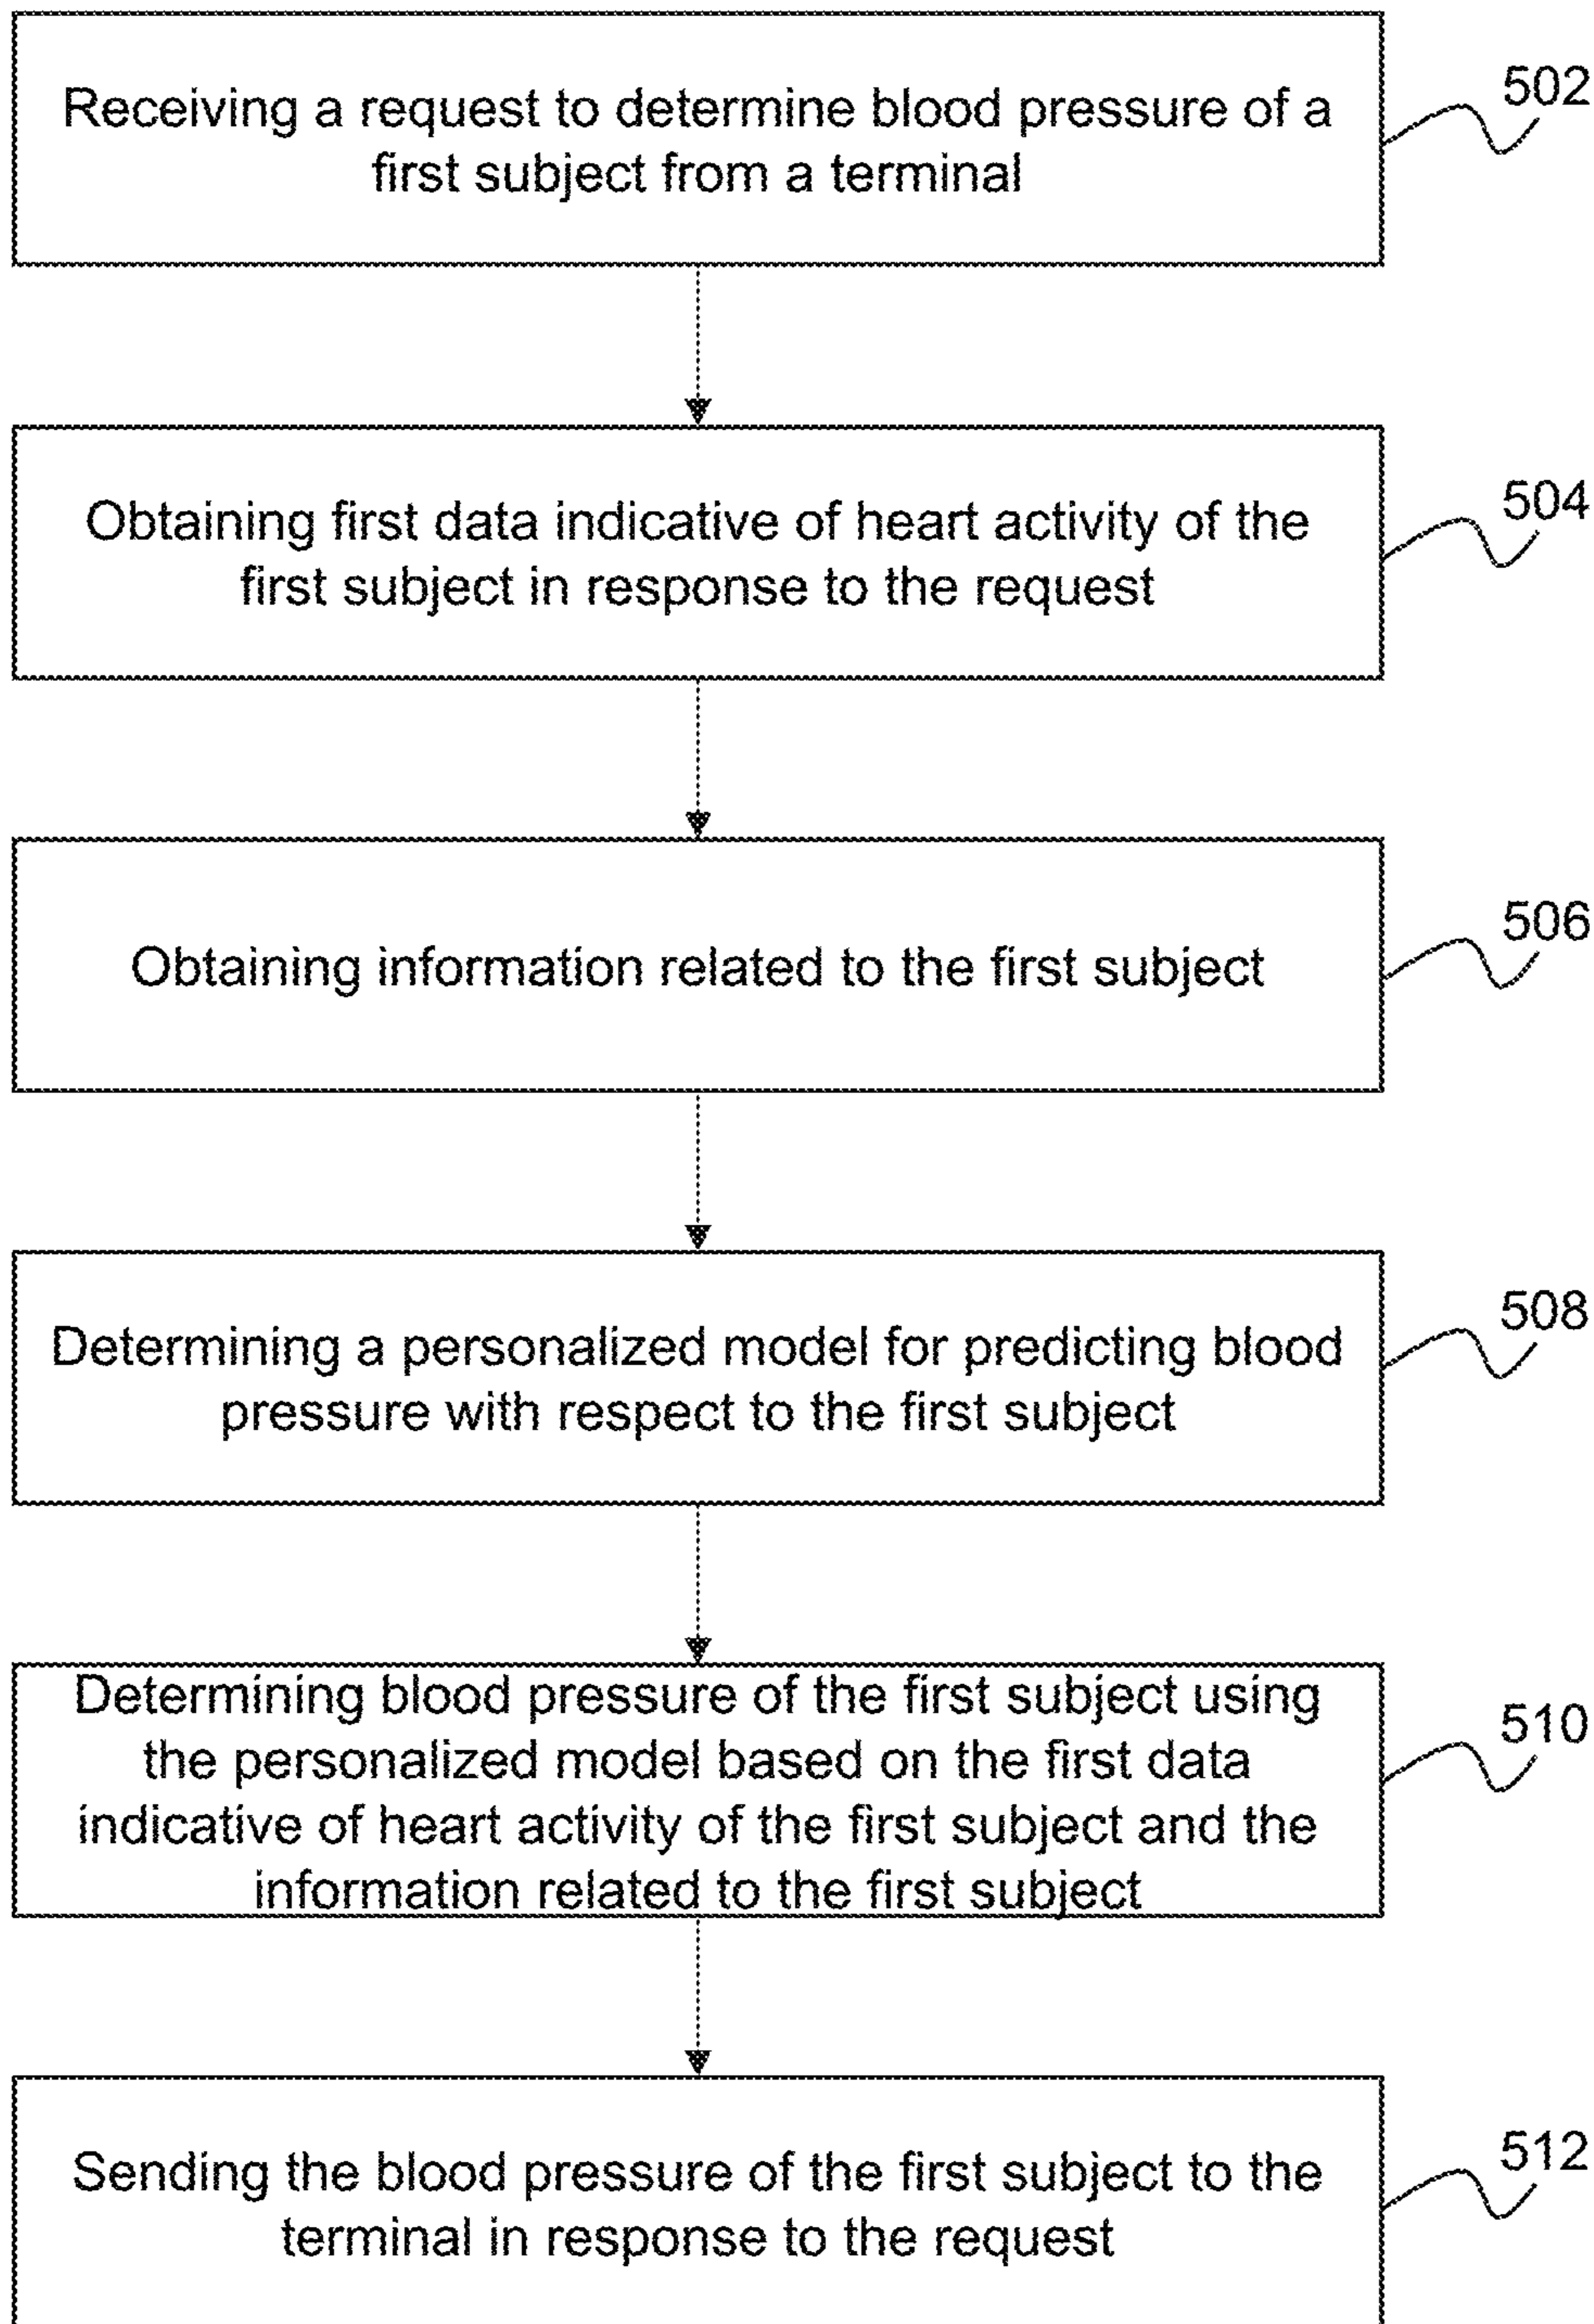 Receiving a request to determine blood pressure of a
first subject from a terminal
502
Obtaining first data indicative of heart activity of the
first subject in response to the request
504
Obtaining information related to the first subject
506
Determining a personalized model for predicting blood
pressure with respect to the first subject
508
Determining blood pressure of the first subject using
the personalized model based on the first data
indicative of heart activity of the first subject and the
information related to the first subject
510
Sending the blood pressure of the first subject to the
terminal in response to the request
512